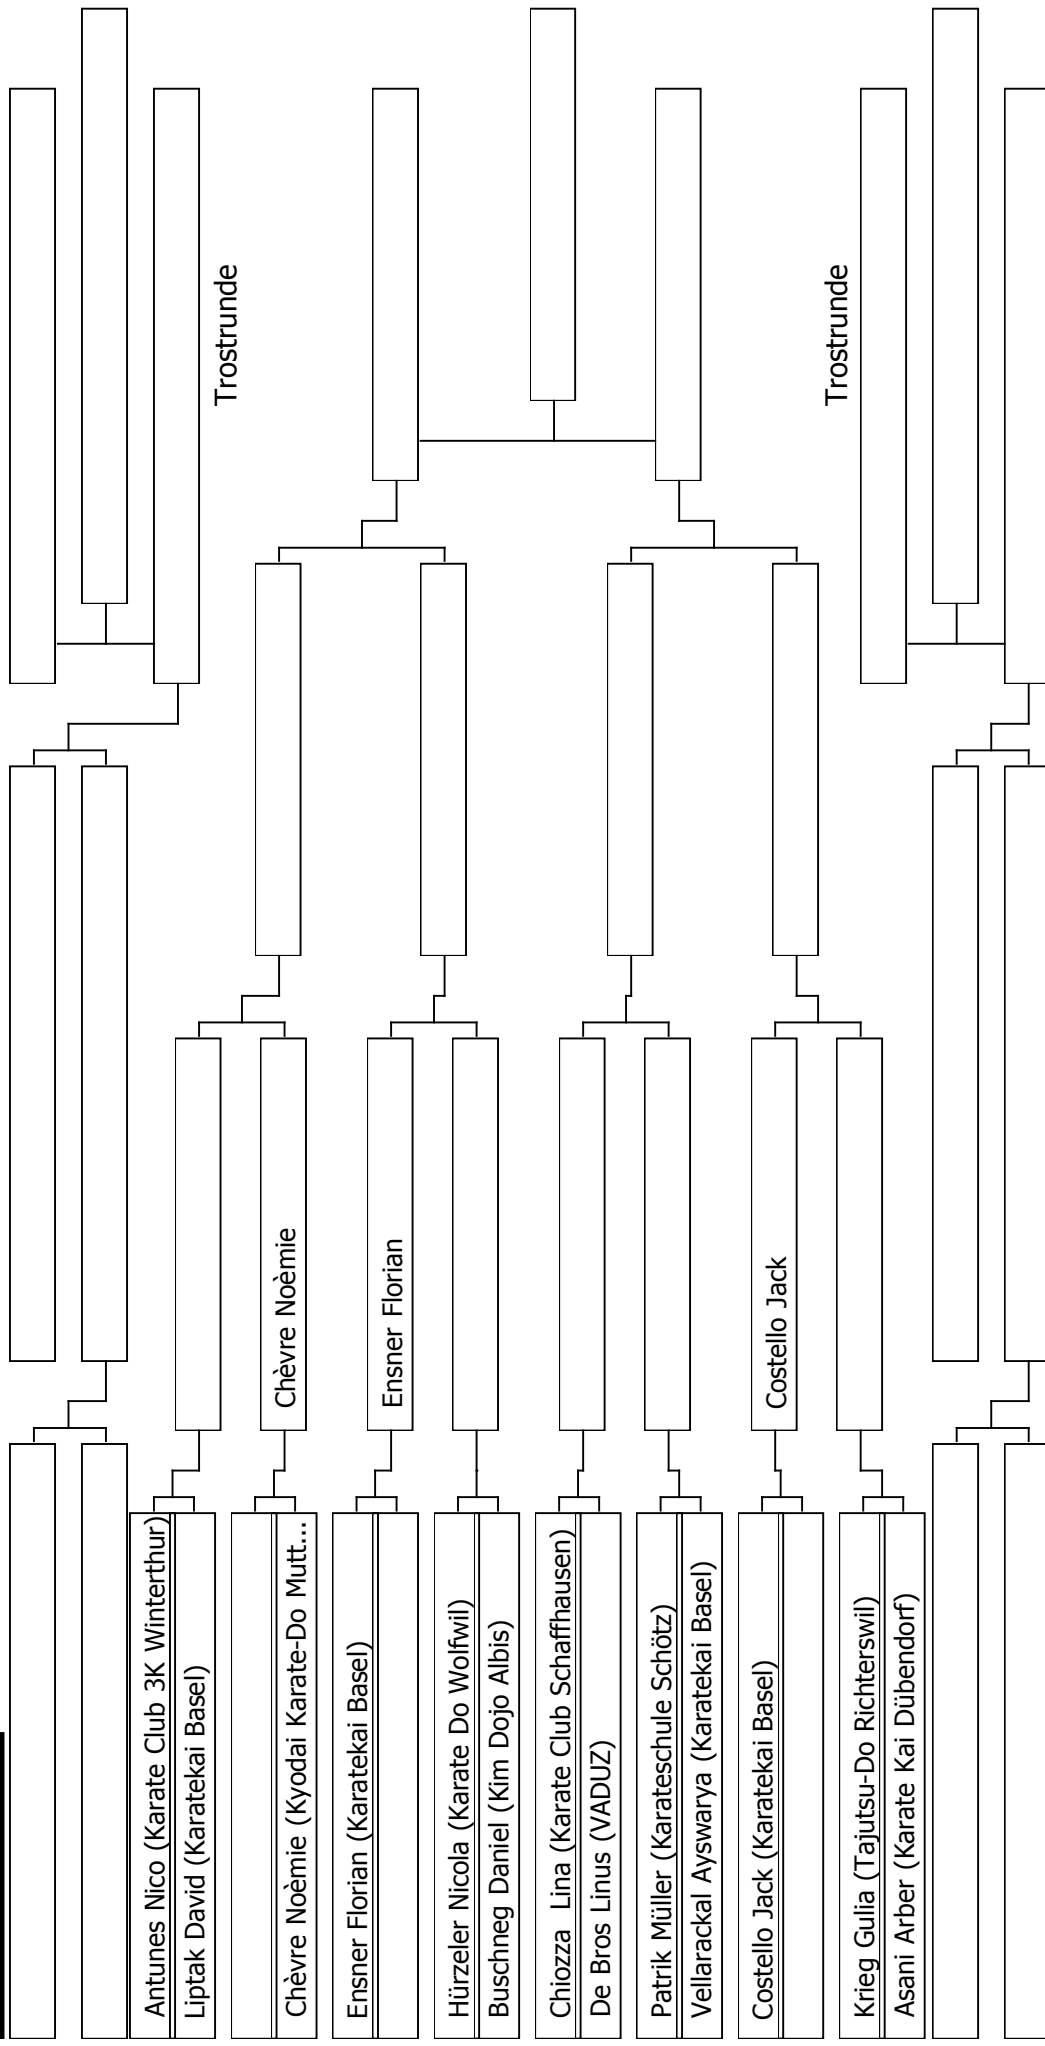 Antunes Nico (Karate Club 3K Winterthur)
Liptak David (Karatekai Basel)
Chèvre Noèmie (Kyodai Karate-Do Mutt...
Ensner Florian (Karatekai Basel)
Hürzeler Nicola (Karate Do Wolfwil)
Buschneg Daniel (Kim Dojo Albis)
Chiozza  Lina (Karate Club Schaffhausen)
De Bros Linus (VADUZ)
Patrik Müller (Karateschule Schötz)
Vellarackal Ayswarya (Karatekai Basel)
Costello Jack (Karatekai Basel)
Krieg Gulia (Tajutsu-Do Richterswil)
Asani Arber (Karate Kai Dübendorf)
Chèvre Noèmie
Ensner Florian
Costello Jack
Trostrunde
Trostrunde